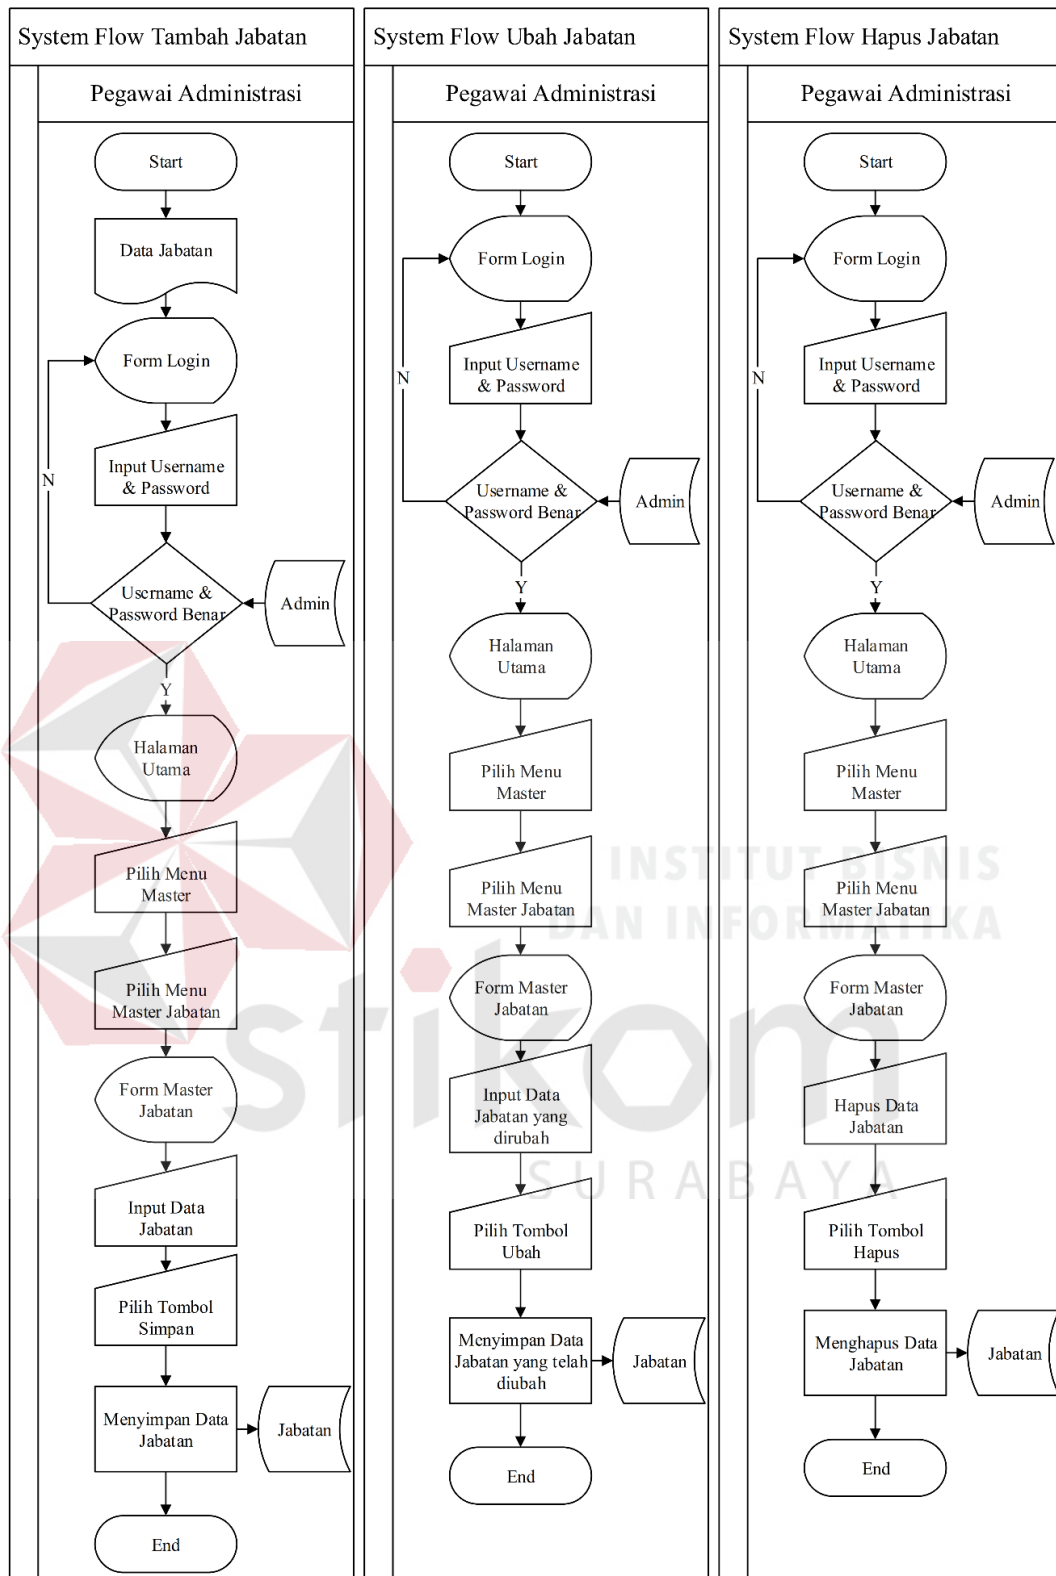 System Flow Tambah Jabatan
Pegawai Administrasi
Start
Data Jabatan
Form Login
Input Username
& Password
N
Username &
Password Benar
Admin
Y
Halaman
Utama
Pilih Menu
Master
Pilih Menu
Master Jabatan
Form Master
Jabatan
Input Data
Jabatan
Pilih Tombol
Simpan
Menyimpan Data
Jabatan
Jabatan
End
System Flow Ubah Jabatan
Pegawai Administrasi
Start
Form Login
Input Username
& Password
N
Username &
Password Benar
Admin
Y
Halaman
Utama
Pilih Menu
Master
Pilih Menu
Master Jabatan
Form Master
Jabatan
Input Data
Jabatan yang
dirubah
Pilih Tombol
Ubah
Menyimpan Data
Jabatan yang telah
diubah
Jabatan
End
System Flow Hapus Jabatan
Pegawai Administrasi
Start
Form Login
Input Username
& Password
N
Username &
Password Benar
Admin
Y
Halaman
Utama
Pilih Menu
Master
Pilih Menu
Master Jabatan
Form Master
Jabatan
Hapus Data
Jabatan
Pilih Tombol
Hapus
Menghapus Data
Jabatan
Jabatan
End
INSTITUT BISNIS
DAN INFORMATIKA
stikom
SURABAYA